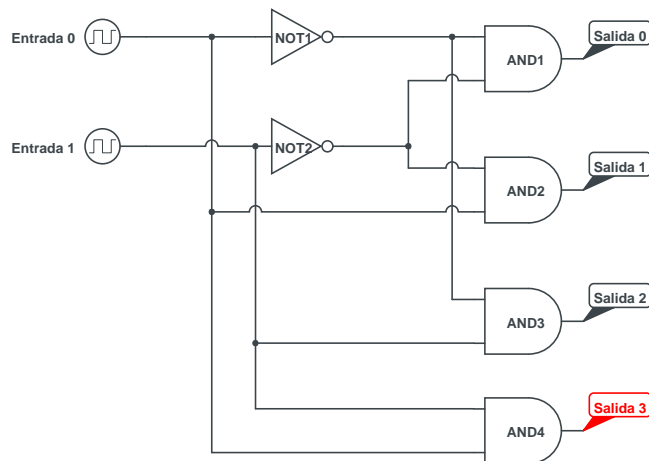 Entrada 0
NOT1
AND1
Salida 0
Entrada 1
NOT2
AND2
Salida 1
AND3
Salida 2
AND4
Salida 3